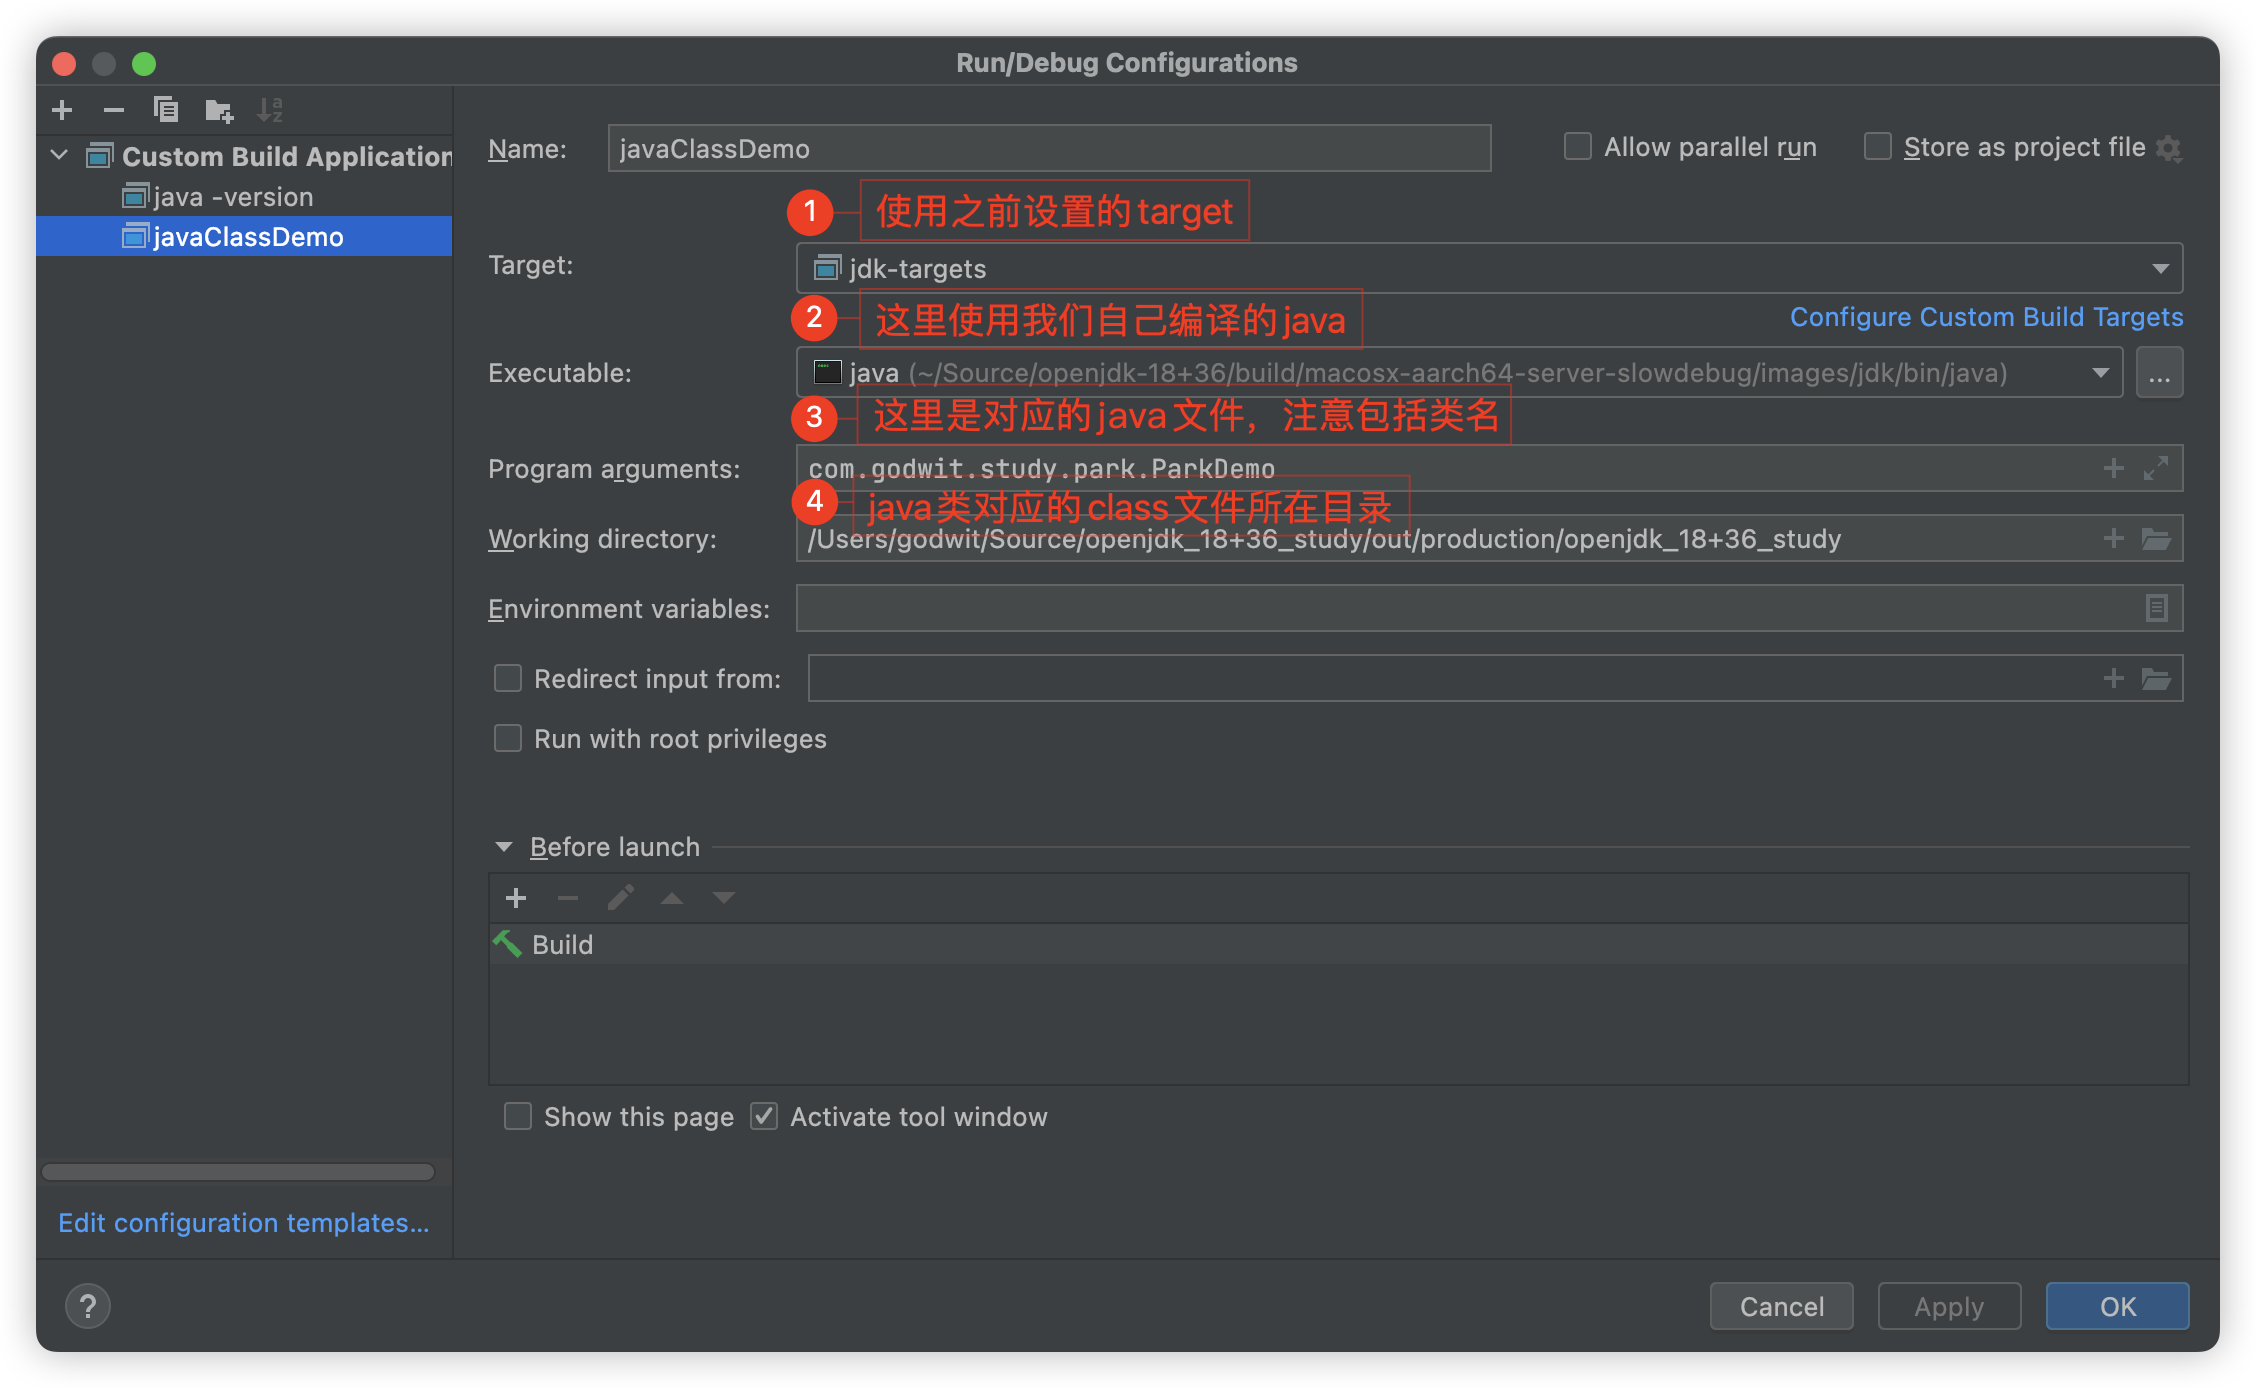 Run/Debug Configurations
Custom Build Application
java -version
javaClassDemo
Edit configuration templates...
Name:
javaClassDemo
Allow parallel run
Store as project file
1 使用之前设置的target
Target:
jdk-targets
2 这里使用我们自己编译的java
Configure Custom Build Targets
Executable:
java (~/Source/openjdk-18+36/build/macosx-aarch64-server-slowdebug/images/jdk/bin/java)
...
3 这里是对应的java文件，注意包括类名
Program arguments:
com.godwit.study.park.ParkDemo
4 java类对应的class文件所在目录
Working directory:
/Users/godwit/Source/openjdk_18+36_study/out/production/openjdk_18+36_study
Environment variables:
Redirect input from:
Run with root privileges
Before launch
Build
Show this page
Activate tool window
?
Cancel
Apply
OK